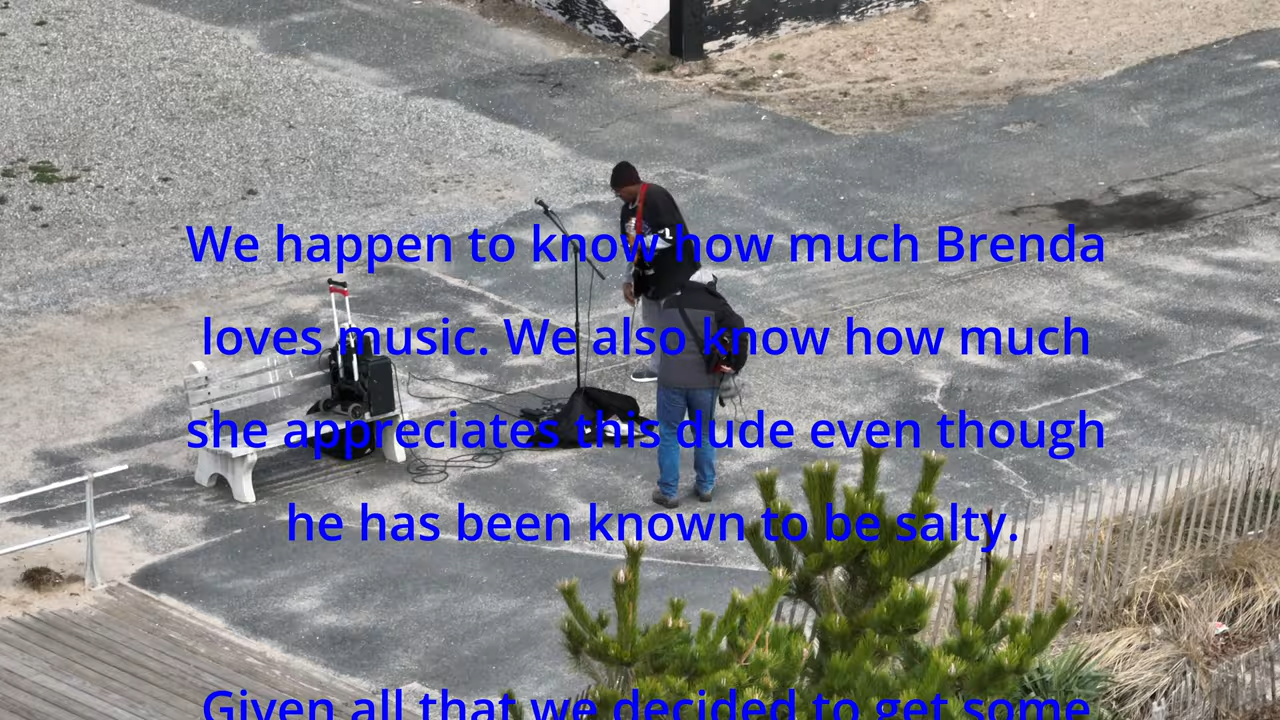 We happen to know how much Brenda
loves music. We also know how much
she appreciates this dude even though
he has been known to be salty.
Given all that we decided to get some